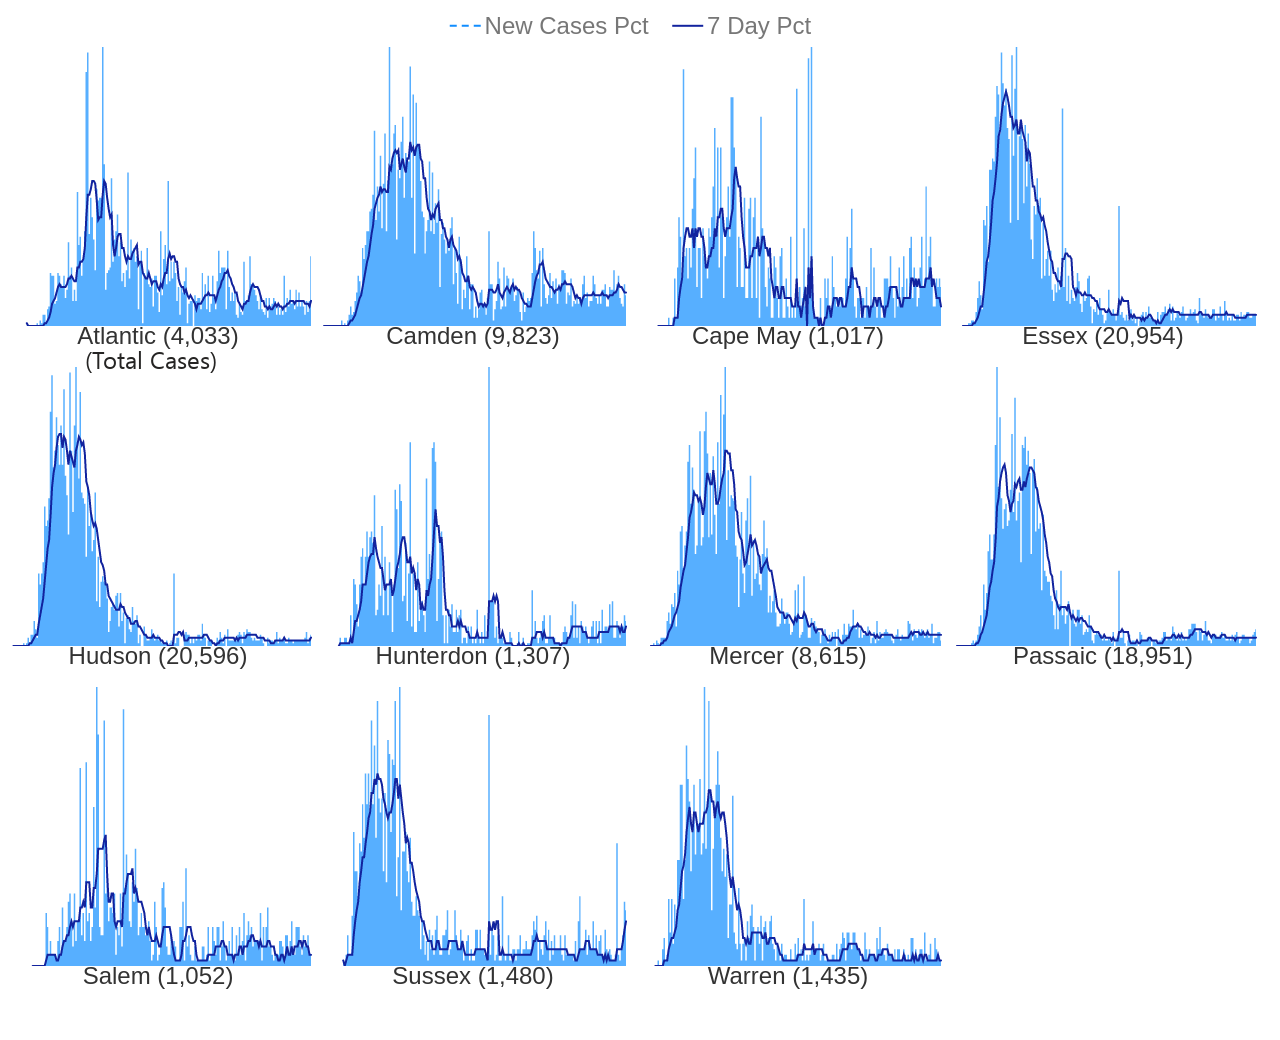 New Cases Pct 7 Day Pct
Atlantic (4,033) Camden (9,823) Cape May (1,017) Essex (20,954)
(Total Cases)
Hudson (20,596) Hunterdon (1,307) Mercer (8,615) Passaic (18,951)
Salem (1,052) Sussex (1,480) Warren (1,435)